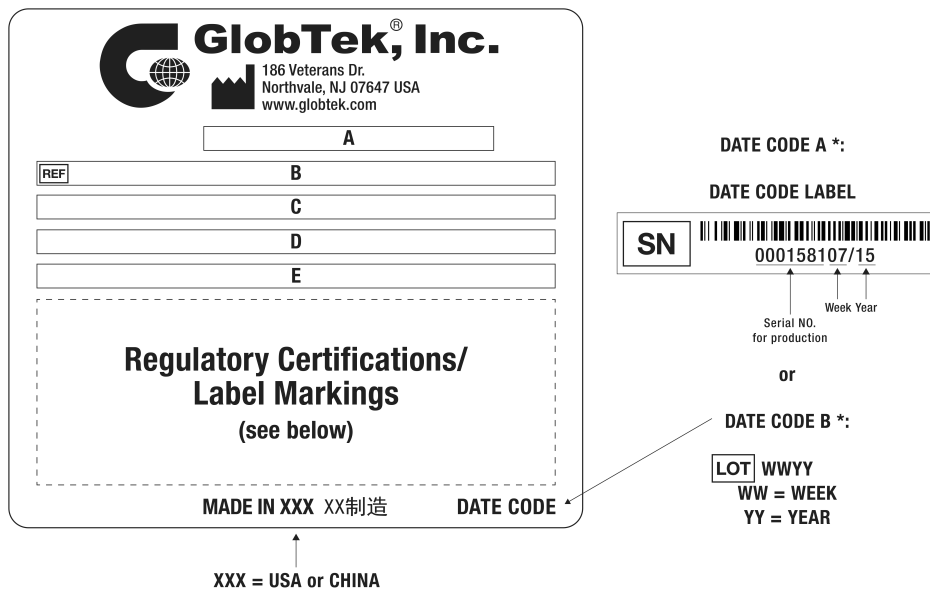 GlobTek,® Inc.
186 Veterans Dr.
Northvale, NJ 07647 USA
www.globtek.com
A
REF B
C
D
E
Regulatory Certifications/
Label Markings
(see below)
MADE IN XXX XX制造 DATE CODE
XXX = USA or CHINA
DATE CODE A *:
DATE CODE LABEL
SN
000158107/15
Week Year
Serial NO.
for production
or
DATE CODE B *:
LOT WWYY
WW = WEEK
YY = YEAR